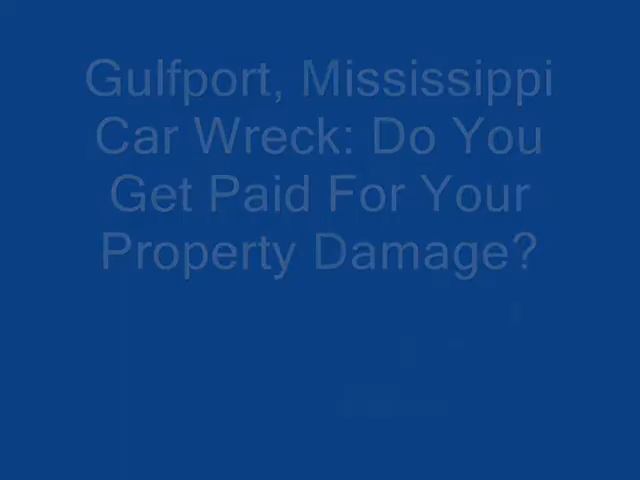 Gulfport, Mississippi
Car Wreck: Do You
Get Paid For Your
Property Damage?